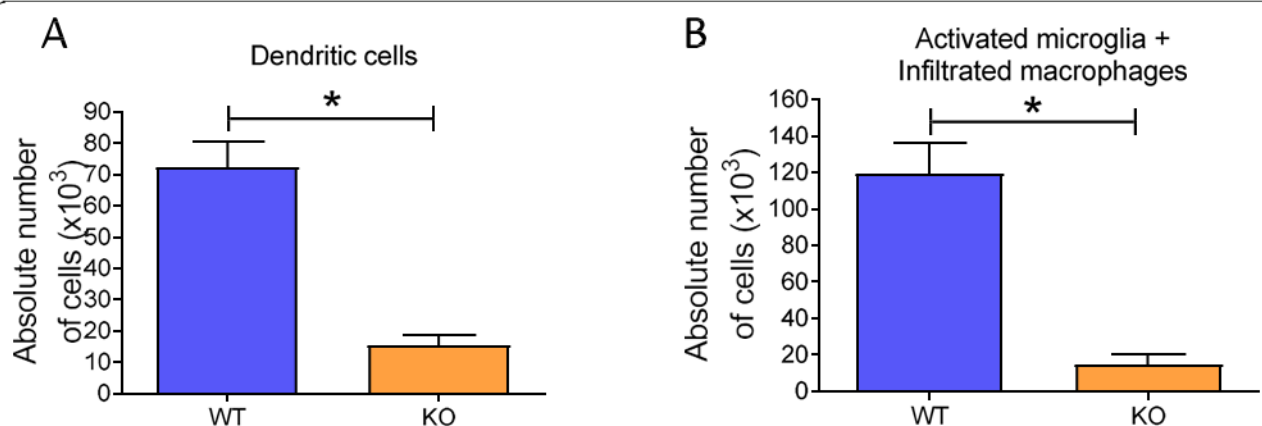 A
Dendritic cells
*
Absolute number
of cells (x10³)
90
80
70
60
50
40
30
20
10
0
WT KO
B
Activated microglia +
Infiltrated macrophages
*
Absolute number
of cells (x10³)
160
140
120
100
80
60
40
20
0
WT KO